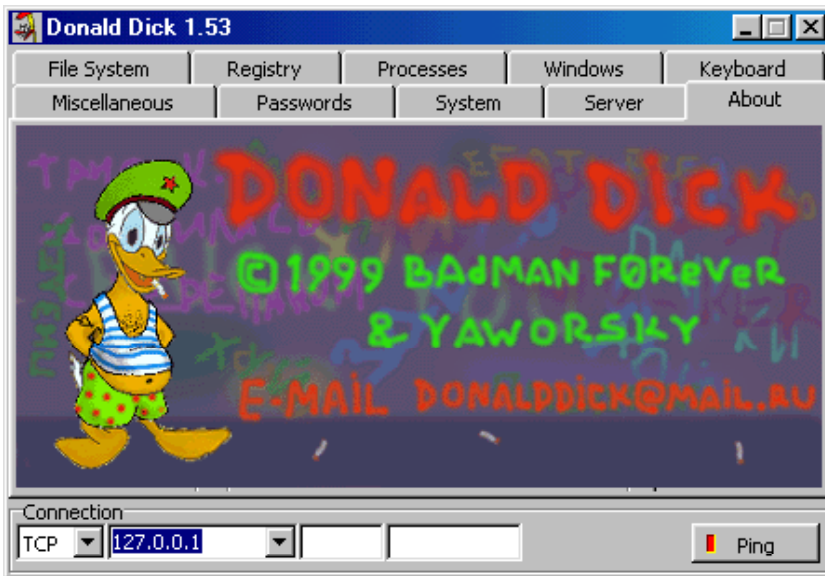 Donald Dick 1.53
File System Registry Processes Windows Keyboard
Miscellaneous Passwords System Server About
DONALD DiCK
©1999 BAdMAN F0ReVeR
& YAWORSKY
E-MAiL DONALDDiCK@MAiL.RU
Connection
TCP 127.0.0.1 Ping